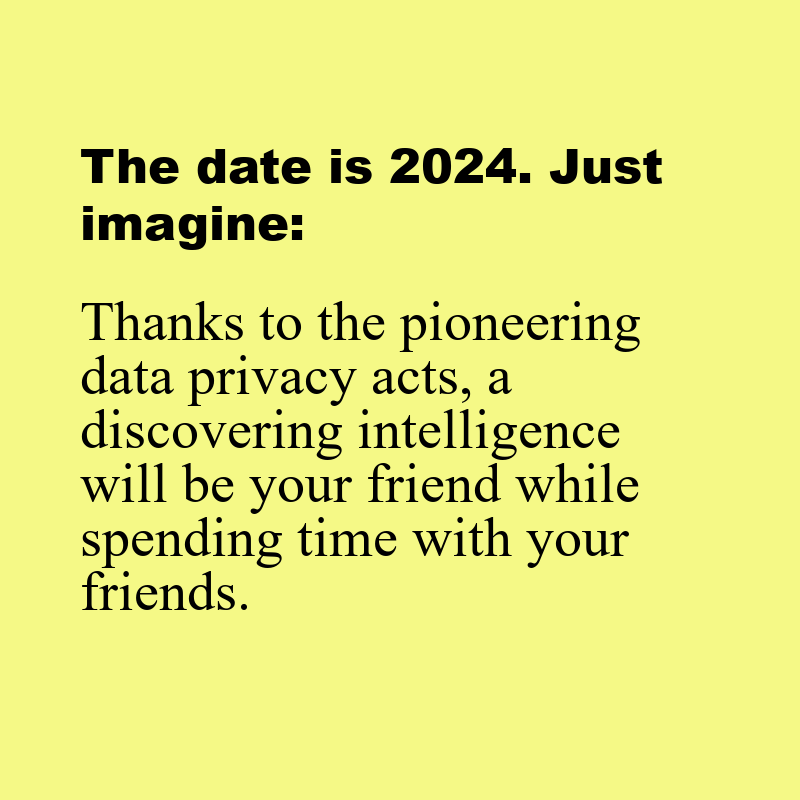 The date is 2024. Just
imagine:
Thanks to the pioneering
data privacy acts, a
discovering intelligence
will be your friend while
spending time with your
friends.